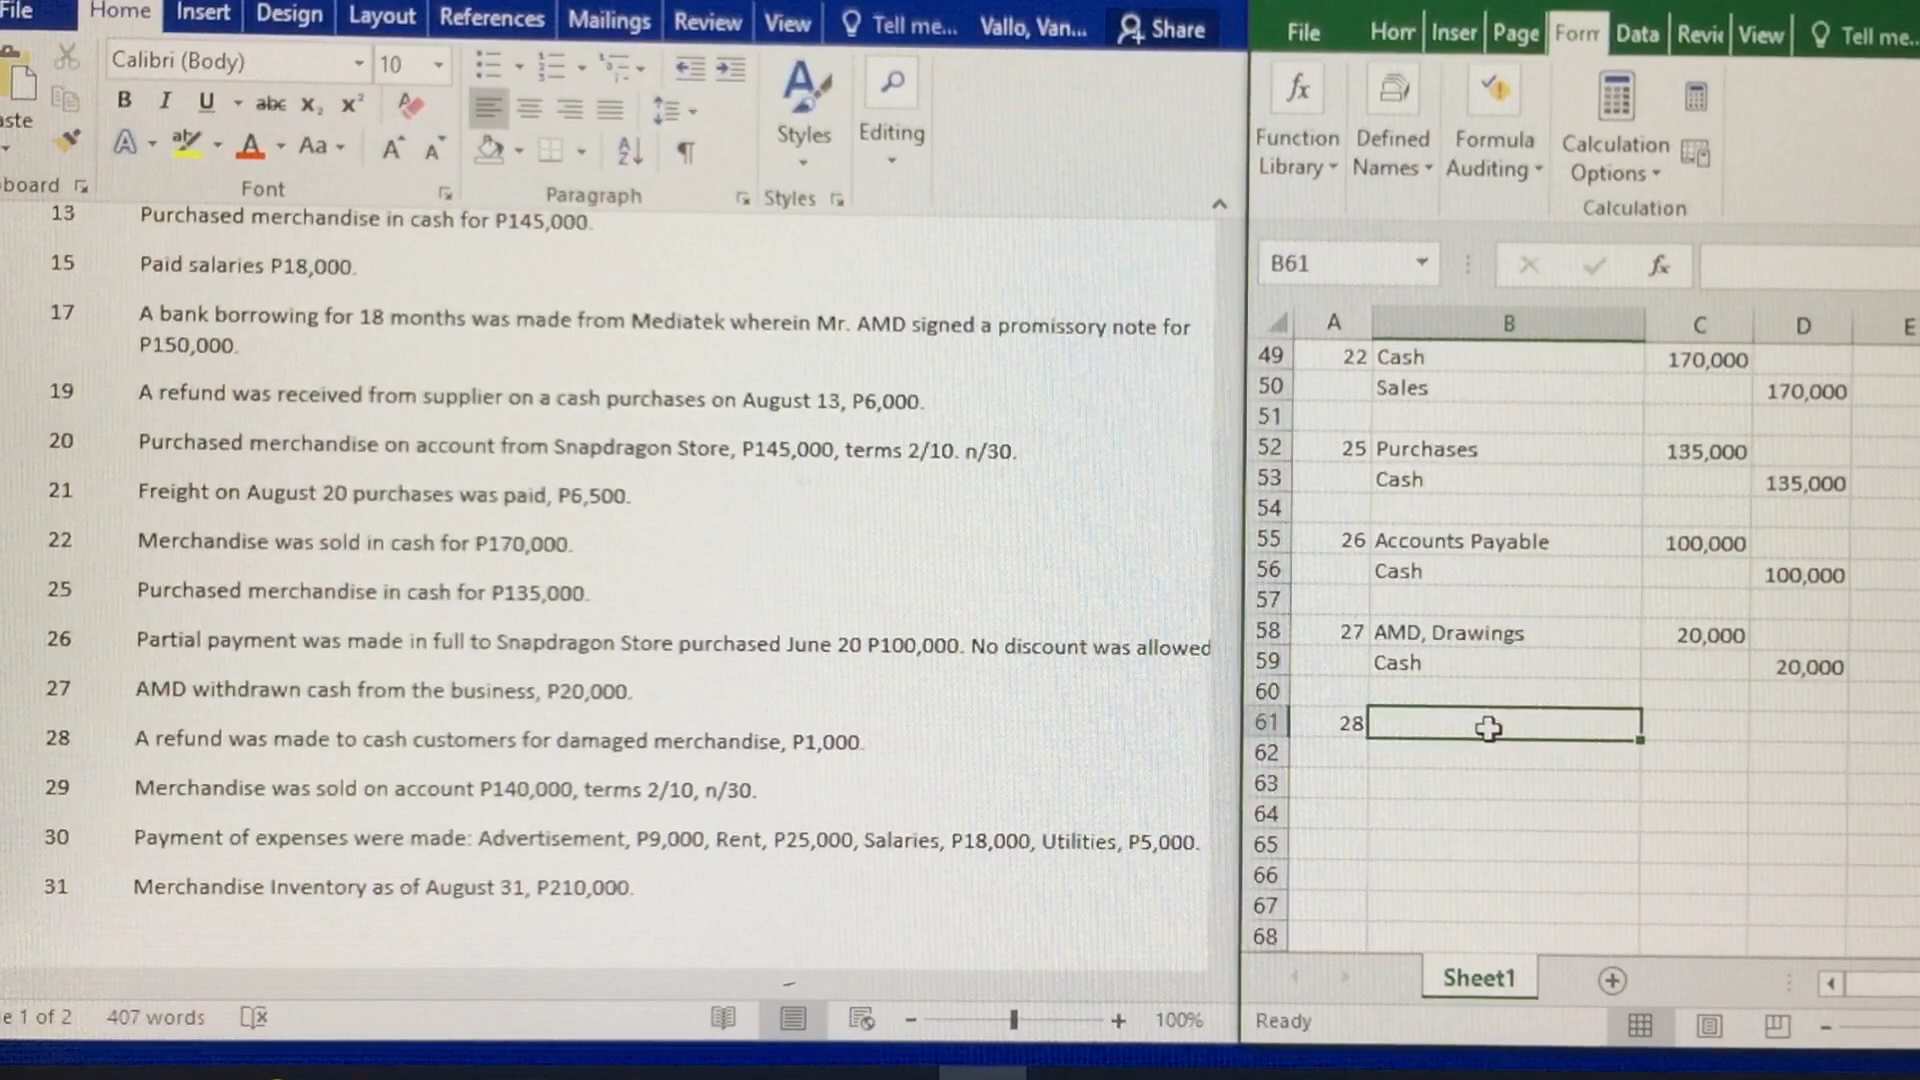 File Home Insert Design Layout References Mailings Review View Tell me... Vallo, Van... Share
Calibri (Body) 10
B I U abc X₂ X² Aa A A
Styles Editing
Font Paragraph Styles
13 Purchased merchandise in cash for P145,000.
15 Paid salaries P18,000.
17 A bank borrowing for 18 months was made from Mediatek wherein Mr. AMD signed a promissory note for
P150,000.
19 A refund was received from supplier on a cash purchases on August 13, P6,000.
20 Purchased merchandise on account from Snapdragon Store, P145,000, terms 2/10. n/30.
21 Freight on August 20 purchases was paid, P6,500.
22 Merchandise was sold in cash for P170,000.
25 Purchased merchandise in cash for P135,000.
26 Partial payment was made in full to Snapdragon Store purchased June 20 P100,000. No discount was allowed
27 AMD withdrawn cash from the business, P20,000.
28 A refund was made to cash customers for damaged merchandise, P1,000.
29 Merchandise was sold on account P140,000, terms 2/10, n/30.
30 Payment of expenses were made: Advertisement, P9,000, Rent, P25,000, Salaries, P18,000, Utilities, P5,000.
31 Merchandise Inventory as of August 31, P210,000.
e 1 of 2 407 words 100%
File Hom Inser Page Form Data Revie View Tell me..
fx
Function Defined Formula Calculation
Library Names Auditing Options
Calculation
B61 fx
A B C D E
49 22 Cash 170,000
50 Sales 170,000
51
52 25 Purchases 135,000
53 Cash 135,000
54
55 26 Accounts Payable 100,000
56 Cash 100,000
57
58 27 AMD, Drawings 20,000
59 Cash 20,000
60
61 28
62
63
64
65
66
67
68
Sheet1
Ready